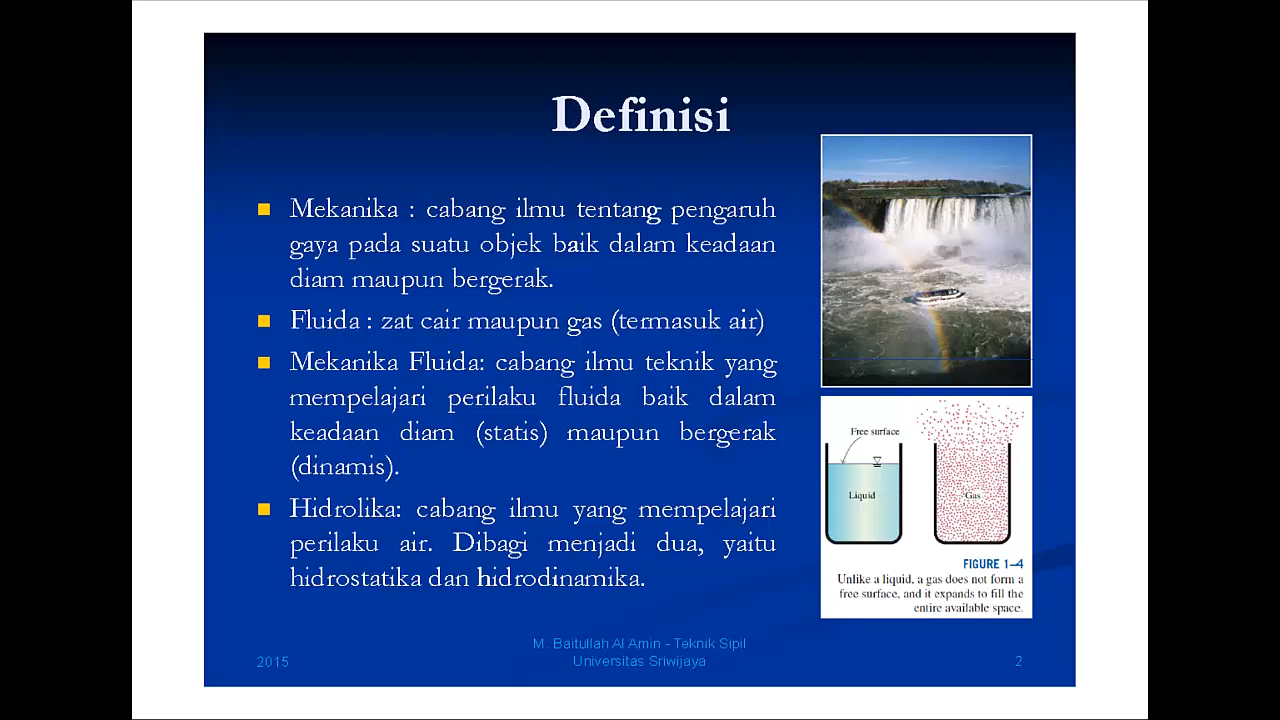 Definisi
Mekanika : cabang ilmu tentang pengaruh
gaya pada suatu objek baik dalam keadaan
diam maupun bergerak.
Fluida : zat cair maupun gas (termasuk air)
Mekanika Fluida: cabang ilmu teknik yang
mempelajari perilaku fluida baik dalam
keadaan diam (statis) maupun bergerak
(dinamis).
Hidrolika: cabang ilmu yang mempelajari
perilaku air. Dibagi menjadi dua, yaitu
hidrostatika dan hidrodinamika.
Free surface
Liquid
Gas
FIGURE 1–4
Unlike a liquid, a gas does not form a
free surface, and it expands to fill the
entire available space.
2015
M. Baitullah Al Amin - Teknik Sipil
Universitas Sriwijaya
2